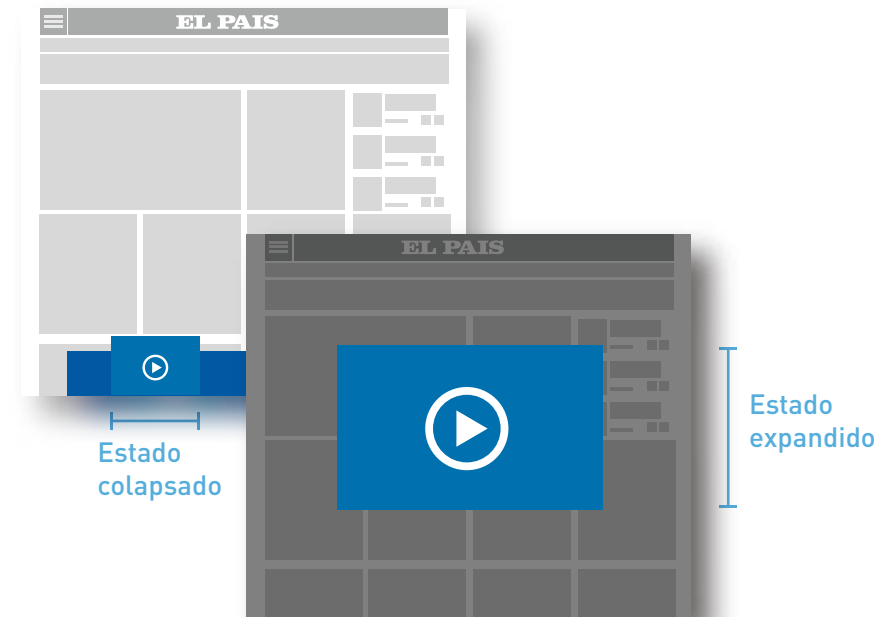 EL PAIS
EL PAIS
Estado
colapsado
Estado
expandido